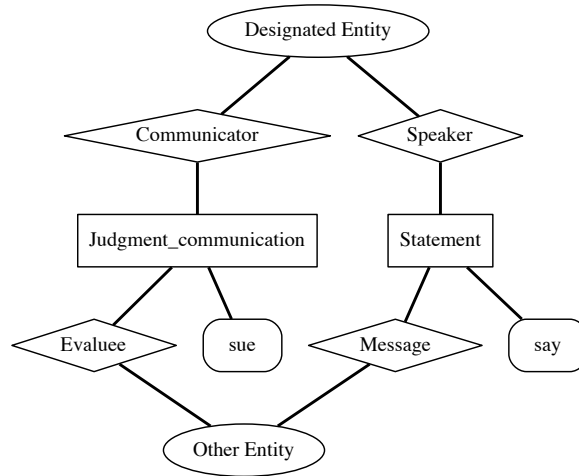 Designated Entity
Communicator
Speaker
Judgment_communication
Statement
Evaluee
sue
Message
say
Other Entity